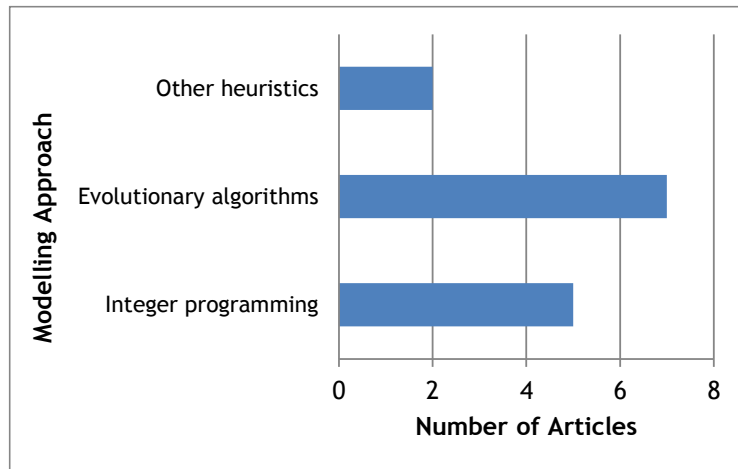 Modelling Approach
Other heuristics
Evolutionary algorithms
Integer programming
0 2 4 6 8
Number of Articles